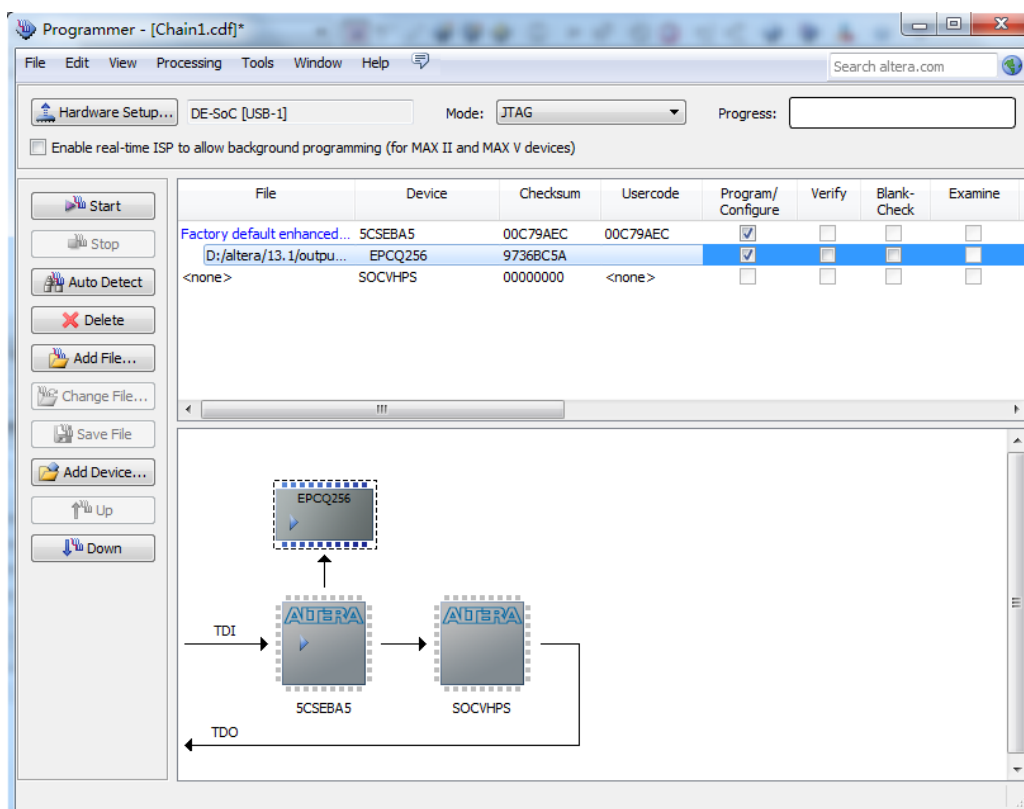 Programmer - [Chain1.cdf]*
File Edit View Processing Tools Window Help
Search altera.com
Hardware Setup... DE-SoC [USB-1] Mode: JTAG Progress:
Enable real-time ISP to allow background programming (for MAX II and MAX V devices)
Start
Stop
Auto Detect
Delete
Add File...
Change File...
Save File
Add Device...
Up
Down
File Device Checksum Usercode Program/ Verify Blank- Examine
Configure Check
Factory default enhanced... 5CSEBA5 00C79AEC 00C79AEC
D:/altera/13.1/outpu... EPCQ256 9736BC5A
<none> SOCVHPS 00000000 <none>
EPCQ256
ALTERA ALTERA
TDI
5CSEBA5 SOCVHPS
TDO